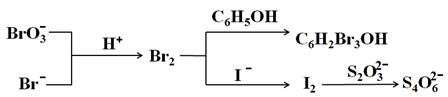 C₆H₅OH
BrO₃⁻
H⁺
Br₂
C₆H₂Br₃OH
Br⁻
I⁻
I₂
S₂O₃²⁻
S₄O₆²⁻